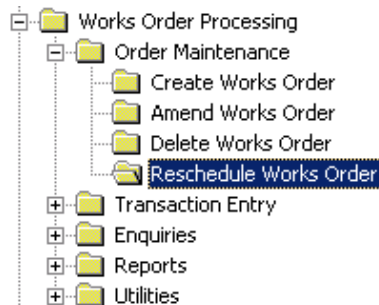 Works Order Processing
Order Maintenance
Create Works Order
Amend Works Order
Delete Works Order
Reschedule Works Order
Transaction Entry
Enquiries
Reports
Utilities